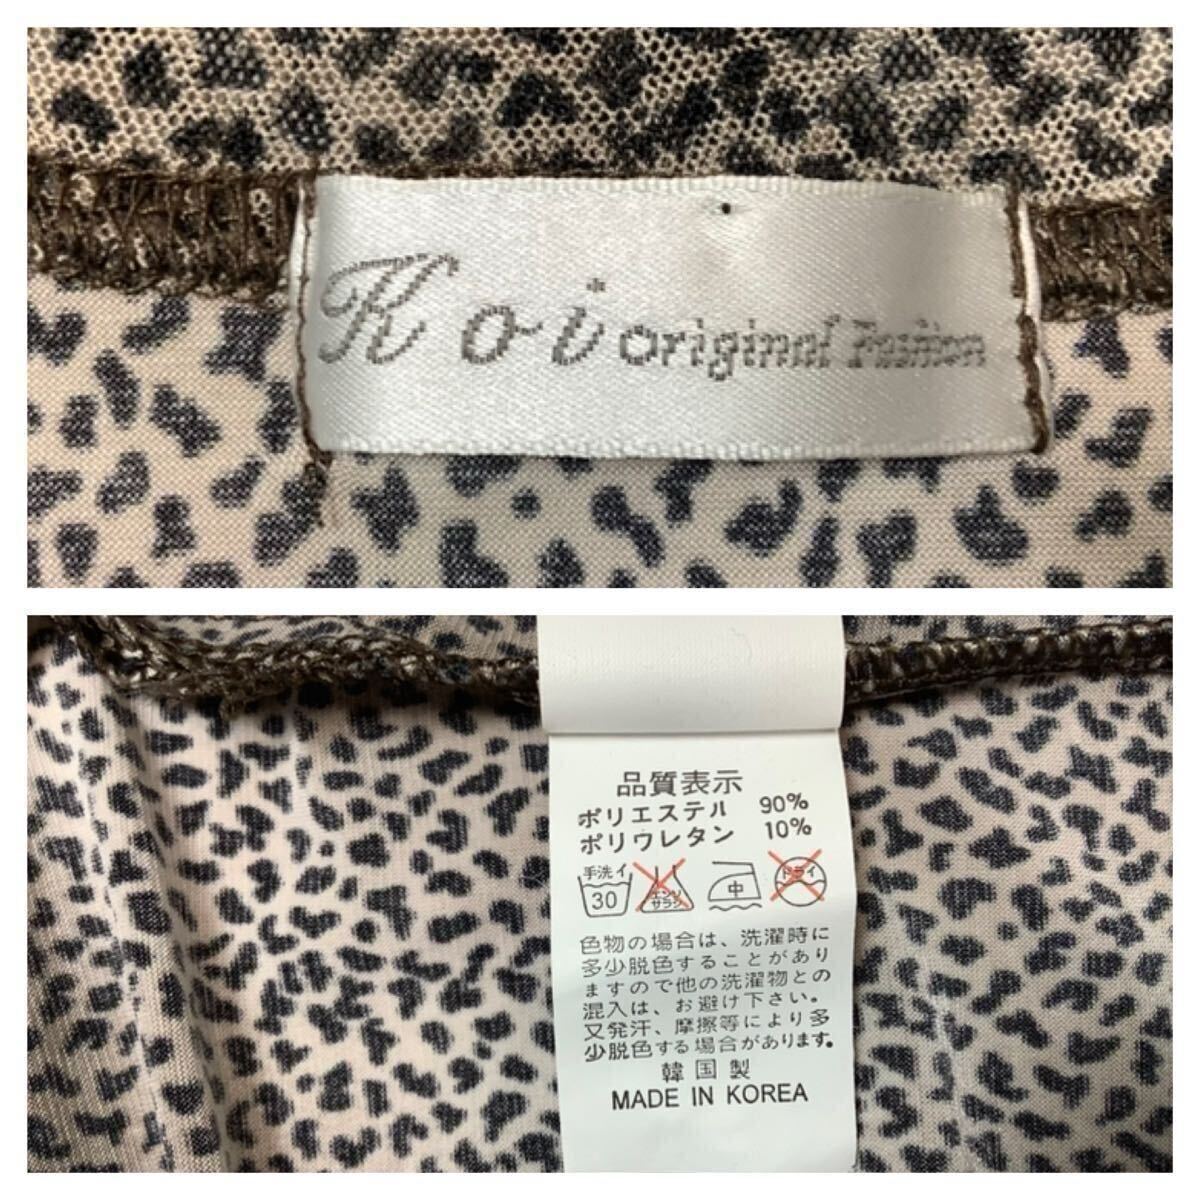 Koi original Fashion
品質表示
ポリエステル 90%
ポリウレタン 10%
手洗イ 30 エンソ サラシ 中 ドライ
色物の場合は、洗濯時に
多少脱色することがあり
ますので他の洗濯物との
混入は、お避け下さい。
又発汗、摩擦等により多
少脱色する場合があります。
韓国製
MADE IN KOREA